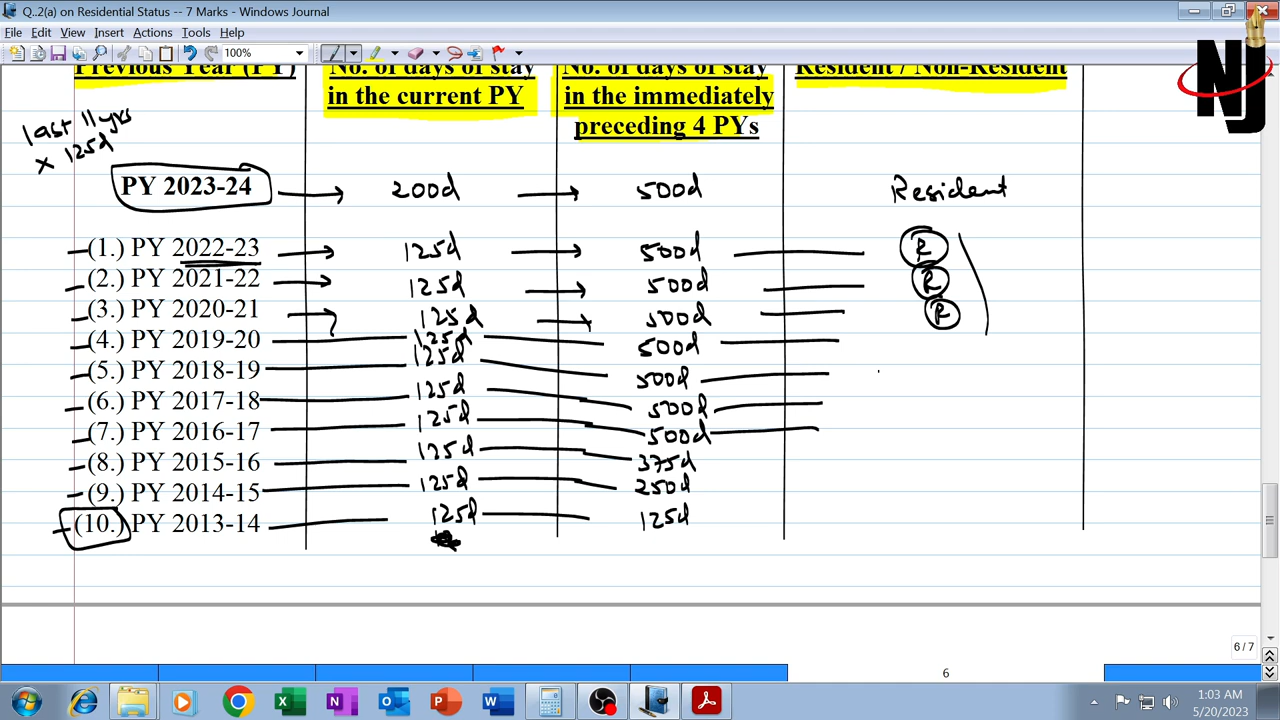 Q..2(a) on Residential Status -- 7 Marks - Windows Journal
File Edit View Insert Actions Tools Help
100%
NJ
Previous Year (PY) No. of days of stay in the current PY No. of days of stay in the immediately preceding 4 PYs Resident / Non-Resident
last 11 yrs
x 125d
PY 2023-24 200d 500d Resident
(1.) PY 2022-23 125d 500d R
(2.) PY 2021-22 125d 500d R
(3.) PY 2020-21 125d 500d R
(4.) PY 2019-20 125d 500d
(5.) PY 2018-19 125d 500d
(6.) PY 2017-18 125d 500d
(7.) PY 2016-17 125d 500d
(8.) PY 2015-16 125d 375d
(9.) PY 2014-15 125d 250d
(10.) PY 2013-14 125d 125d
6 / 7
6
1:03 AM
5/20/2023